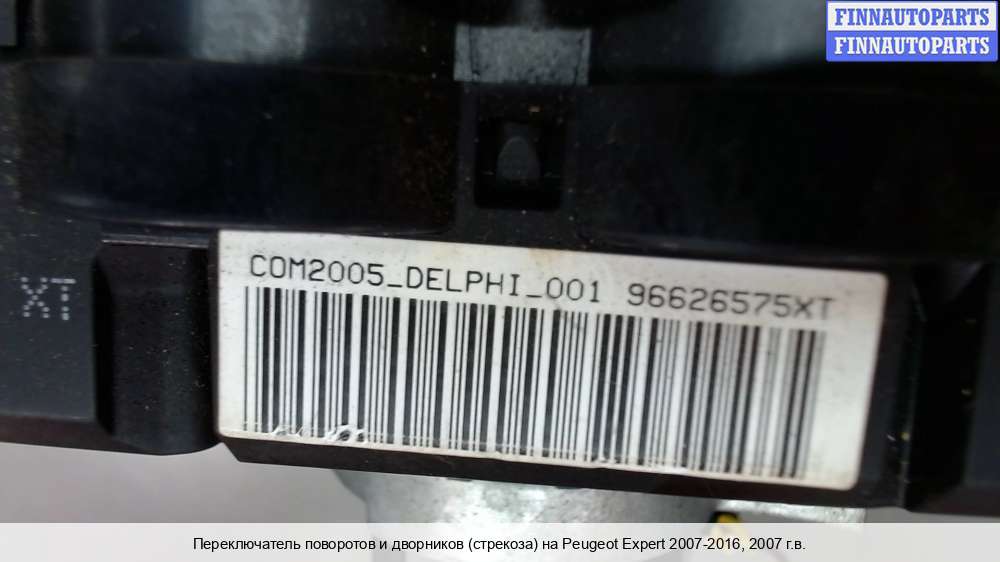 FINNAUTOPARTS
FINNAUTOPARTS
COM2005_DELPHI_001 96626575XT
XT
Переключатель поворотов и дворников (стрекоза) на Peugeot Expert 2007-2016, 2007 г.в.